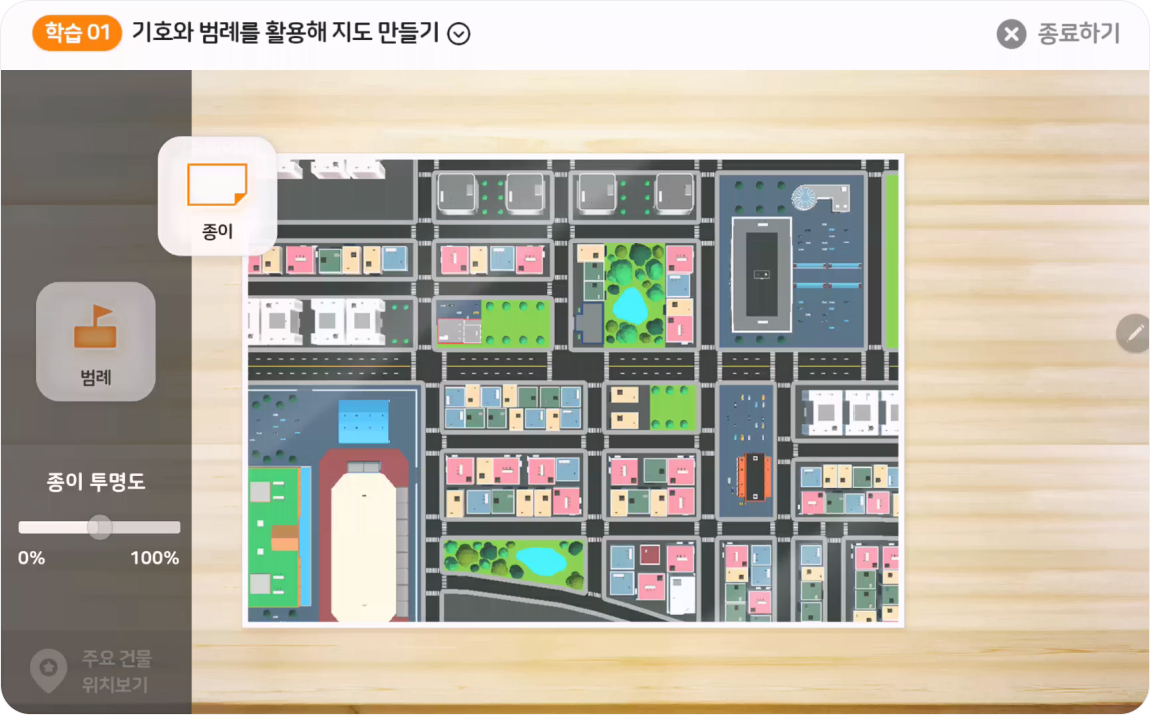 학습 01 기호와 범례를 활용해 지도 만들기
종료하기
종이
범례
종이 투명도
0% 100%
주요 건물
위치보기